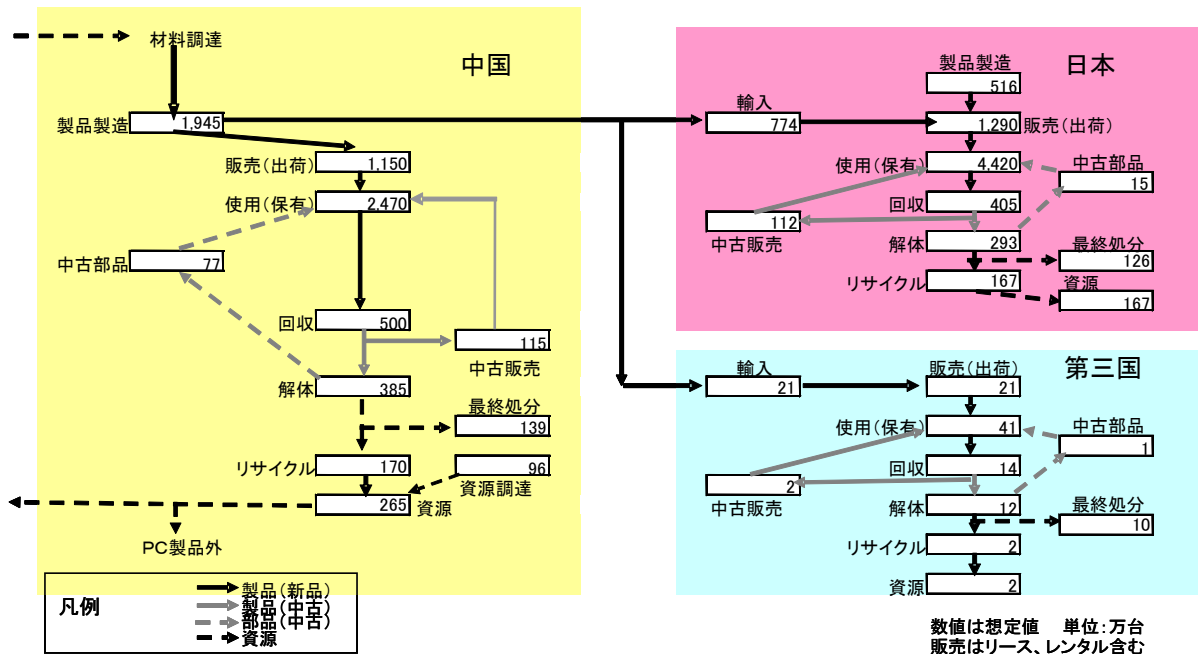 中国
材料調達
製品製造
1,945
販売(出荷)
1,150
使用(保有)
2,470
中古部品
77
回収
500
115
中古販売
解体
385
最終処分
139
リサイクル
170
96
資源調達
265
資源
PC製品外
凡例
製品(新品)
製品(中古)
部品(中古)
資源
日本
製品製造
516
輸入
774
1,290
販売(出荷)
使用(保有)
4,420
中古部品
15
回収
405
112
中古販売
解体
293
最終処分
126
リサイクル
167
資源
167
第三国
輸入
21
販売(出荷)
21
使用(保有)
41
中古部品
1
回収
14
2
中古販売
解体
12
最終処分
10
リサイクル
2
資源
2
数値は想定値 単位:万台
販売はリース、レンタル含む